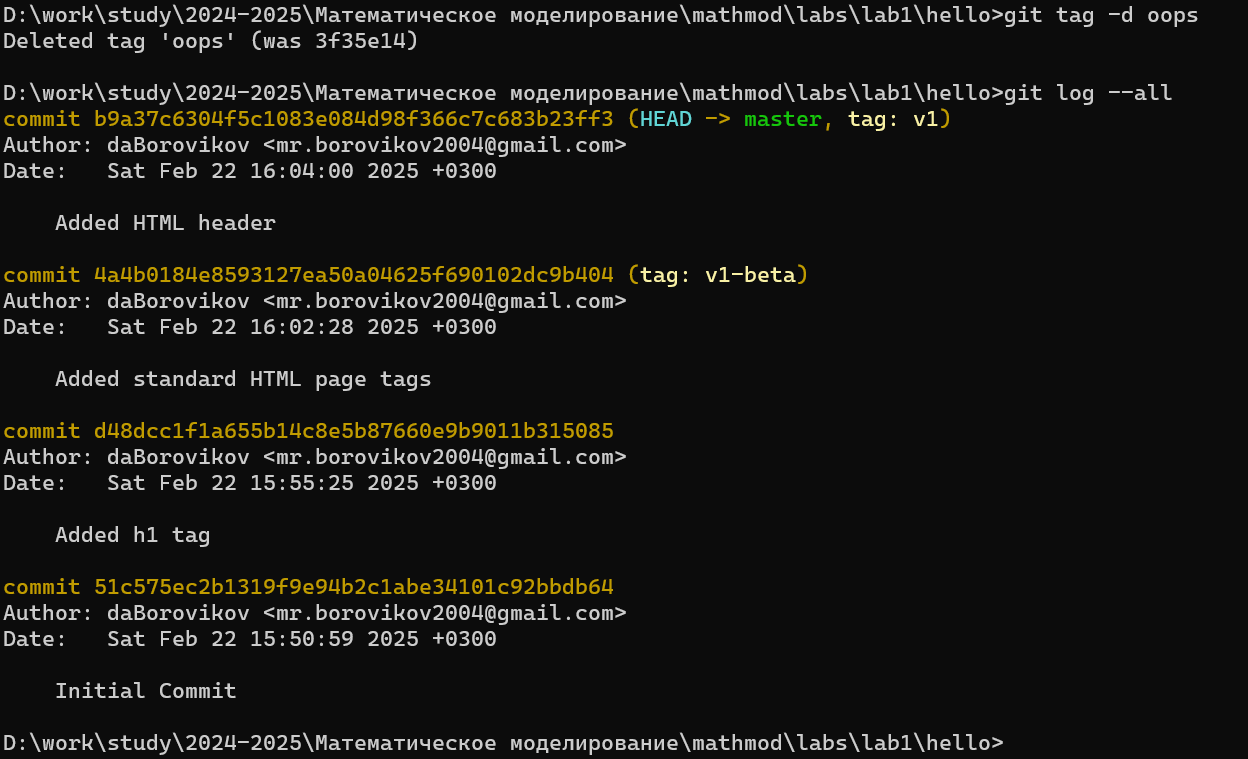 D:\work\study\2024-2025\Математическое моделирование\mathmod\labs\lab1\hello>git tag -d oops
Deleted tag 'oops' (was 3f35e14)
D:\work\study\2024-2025\Математическое моделирование\mathmod\labs\lab1\hello>git log --all
commit b9a37c6304f5c1083e084d98f366c7c683b23ff3 (HEAD -> master, tag: v1)
Author: daBorovikov <mr.borovikov2004@gmail.com>
Date:   Sat Feb 22 16:04:00 2025 +0300
Added HTML header
commit 4a4b0184e8593127ea50a04625f690102dc9b404 (tag: v1-beta)
Author: daBorovikov <mr.borovikov2004@gmail.com>
Date:   Sat Feb 22 16:02:28 2025 +0300
Added standard HTML page tags
commit d48dcc1f1a655b14c8e5b87660e9b9011b315085
Author: daBorovikov <mr.borovikov2004@gmail.com>
Date:   Sat Feb 22 15:55:25 2025 +0300
Added h1 tag
commit 51c575ec2b1319f9e94b2c1abe34101c92bbdb64
Author: daBorovikov <mr.borovikov2004@gmail.com>
Date:   Sat Feb 22 15:50:59 2025 +0300
Initial Commit
D:\work\study\2024-2025\Математическое моделирование\mathmod\labs\lab1\hello>